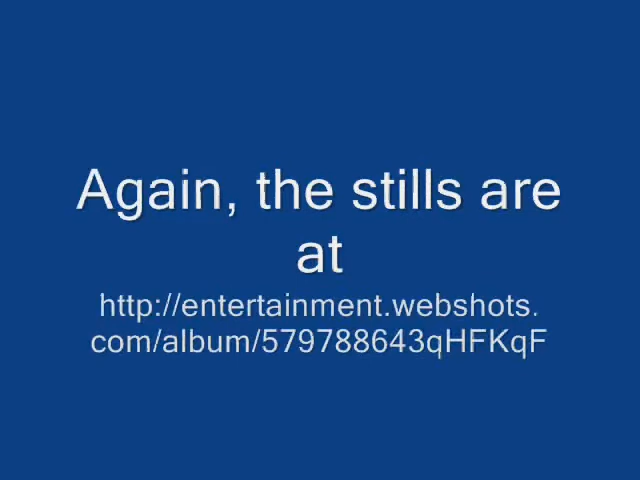 Again, the stills are
at
http://entertainment.webshots.
com/album/579788643qHFKqF